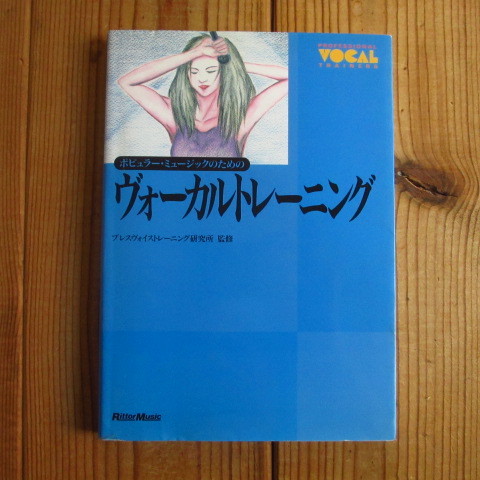 PROFESSIONAL
VOCAL
TRAINERS
ポピュラー・ミュージックのための
ヴォーカルトレーニング
ブレスヴォイストレーニング研究所 監修
RittorMusic